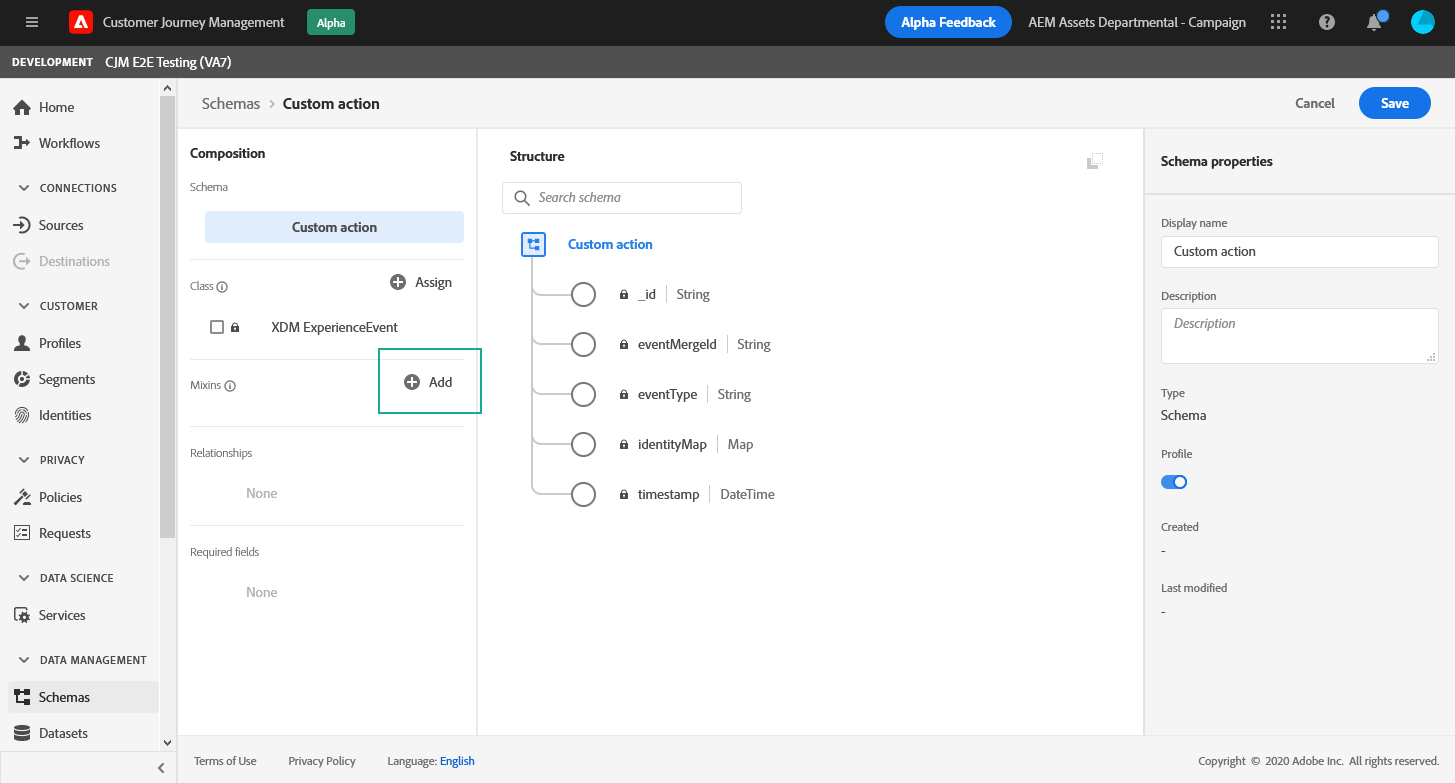 Customer Journey Management
Alpha
Alpha Feedback
AEM Assets Departmental - Campaign
DEVELOPMENT CJM E2E Testing (VA7)
Home
Workflows
CONNECTIONS
Sources
Destinations
CUSTOMER
Profiles
Segments
Identities
PRIVACY
Policies
Requests
DATA SCIENCE
Services
DATA MANAGEMENT
Schemas
Datasets
Schemas > Custom action
Cancel
Save
Composition
Schema
Custom action
Class
Assign
XDM ExperienceEvent
Mixins
Add
Relationships
None
Required fields
None
Structure
Search schema
Custom action
_id String
eventMergeId String
eventType String
identityMap Map
timestamp DateTime
Schema properties
Display name
Custom action
Description
Description
Type
Schema
Profile
Created
-
Last modified
-
Terms of Use
Privacy Policy
Language: English
Copyright © 2020 Adobe Inc. All rights reserved.